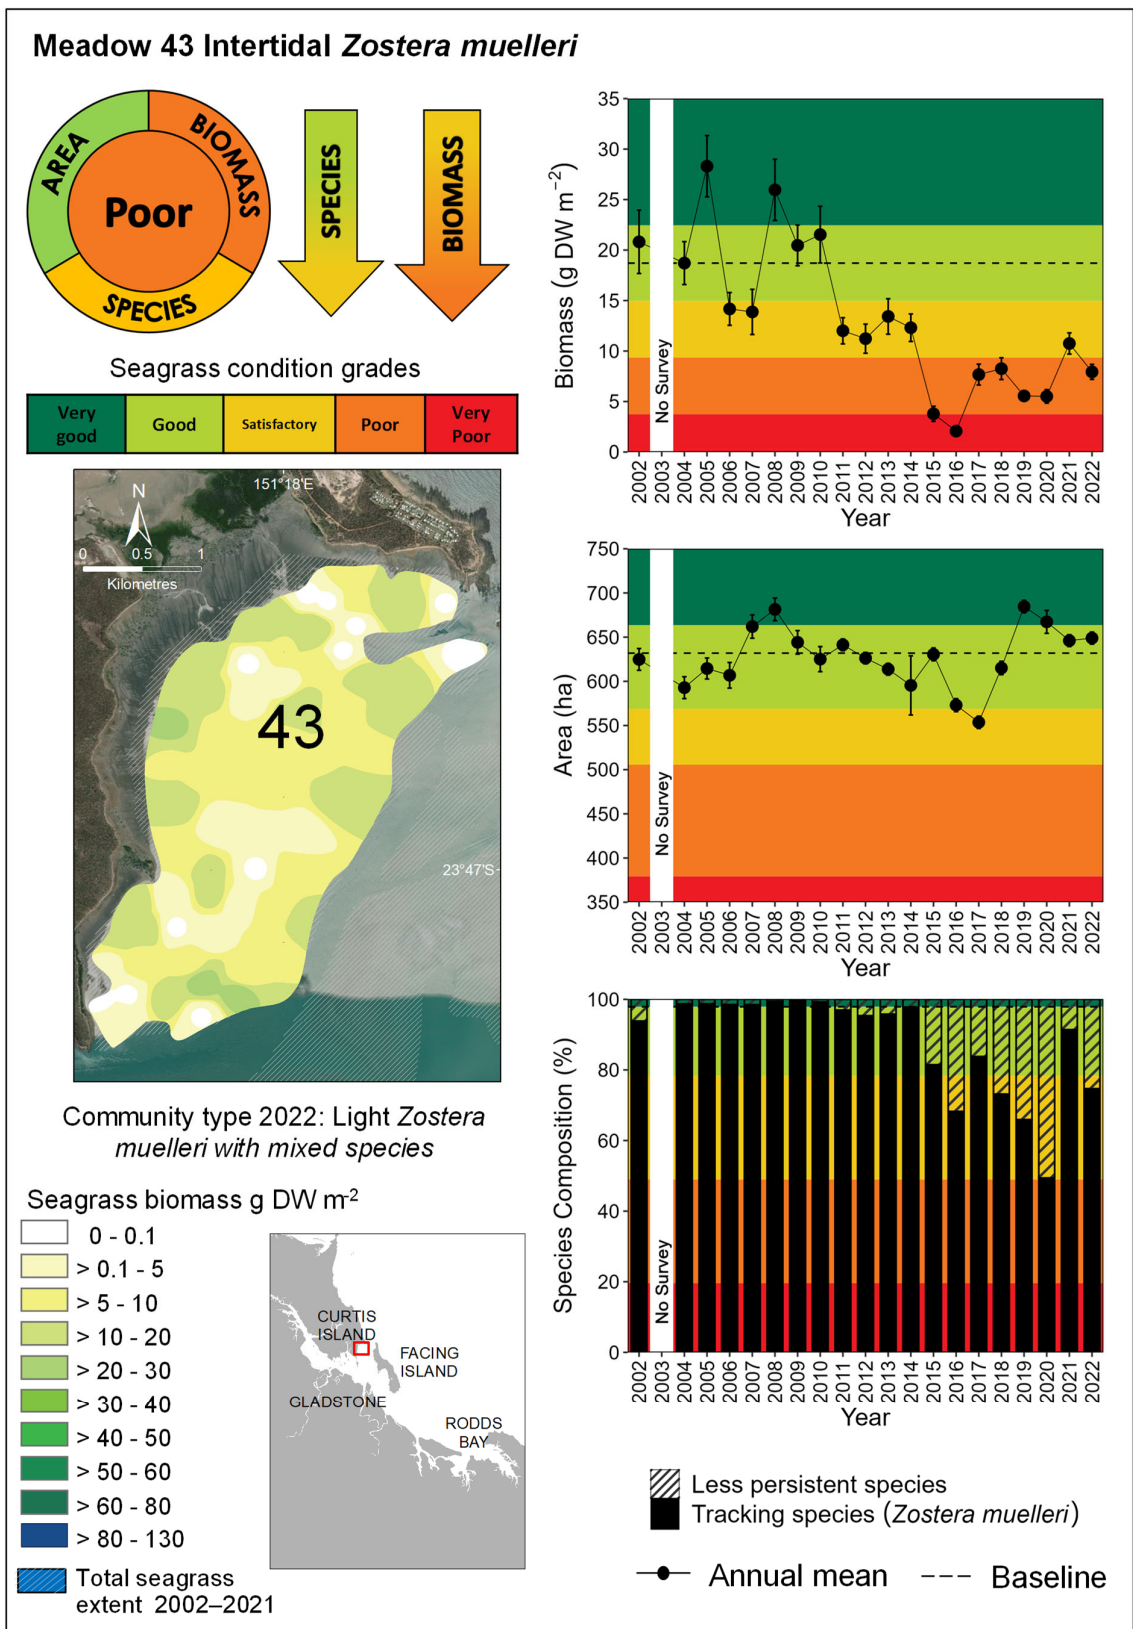 Meadow 43 Intertidal Zostera muelleri
AREA
BIOMASS
SPECIES
Poor
SPECIES
BIOMASS
Seagrass condition grades
Very good
Good
Satisfactory
Poor
Very Poor
151°18'E
N
0 0.5 1
Kilometres
43
23°47'S
Community type 2022: Light Zostera
muelleri with mixed species
Seagrass biomass g DW m-2
0 - 0.1
> 0.1 - 5
> 5 - 10
> 10 - 20
> 20 - 30
> 30 - 40
> 40 - 50
> 50 - 60
> 60 - 80
> 80 - 130
Total seagrass
extent 2002–2021
CURTIS
ISLAND
FACING
ISLAND
GLADSTONE
RODDS
BAY
Biomass (g DW m−2)
35
30
25
20
15
10
5
0
No Survey
2002 2003 2004 2005 2006 2007 2008 2009 2010 2011 2012 2013 2014 2015 2016 2017 2018 2019 2020 2021 2022
Year
Area (ha)
750
700
650
600
550
500
450
400
350
No Survey
2002 2003 2004 2005 2006 2007 2008 2009 2010 2011 2012 2013 2014 2015 2016 2017 2018 2019 2020 2021 2022
Year
Species Composition (%)
100
80
60
40
20
0
No Survey
2002 2003 2004 2005 2006 2007 2008 2009 2010 2011 2012 2013 2014 2015 2016 2017 2018 2019 2020 2021 2022
Year
Less persistent species
Tracking species (Zostera muelleri)
Annual mean
Baseline